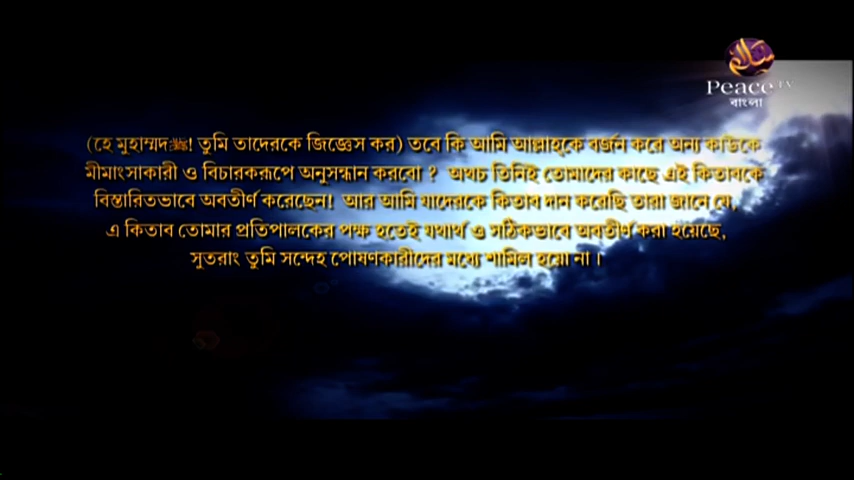 Peace TV
বাংলা
(হে মুহাম্মদﷺ! তুমি তাদেরকে জিজ্ঞেস কর) তবে কি আমি আল্লাহ্‌কে বর্জন করে অন্য কাউকে
মীমাংসাকারী ও বিচারকরূপে অনুসন্ধান করবো ? অথচ তিনিই তোমাদের কাছে এই কিতাবকে
বিস্তারিতভাবে অবতীর্ণ করেছেন! আর আমি যাদেরকে কিতাব দান করেছি তারা জানে যে,
এ কিতাব তোমার প্রতিপালকের পক্ষ হতেই যথার্থ ও সঠিকভাবে অবতীর্ণ করা হয়েছে,
সুতরাং তুমি সন্দেহ পোষণকারীদের মধ্যে শামিল হয়ো না ।